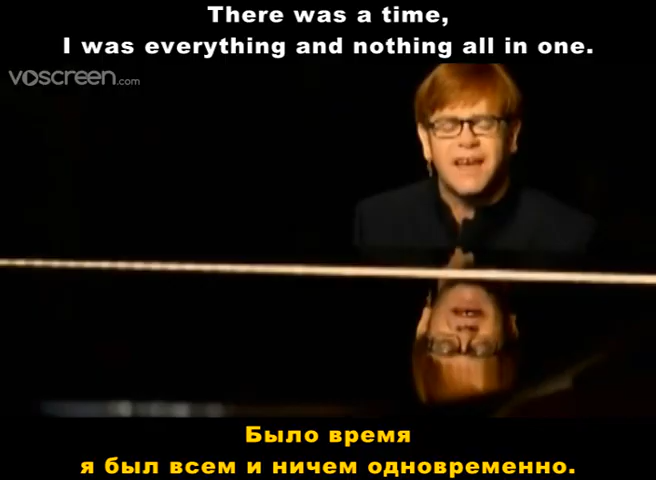 There was a time,
I was everything and nothing all in one.
voscreen.com
Было время
я был всем и ничем одновременно.